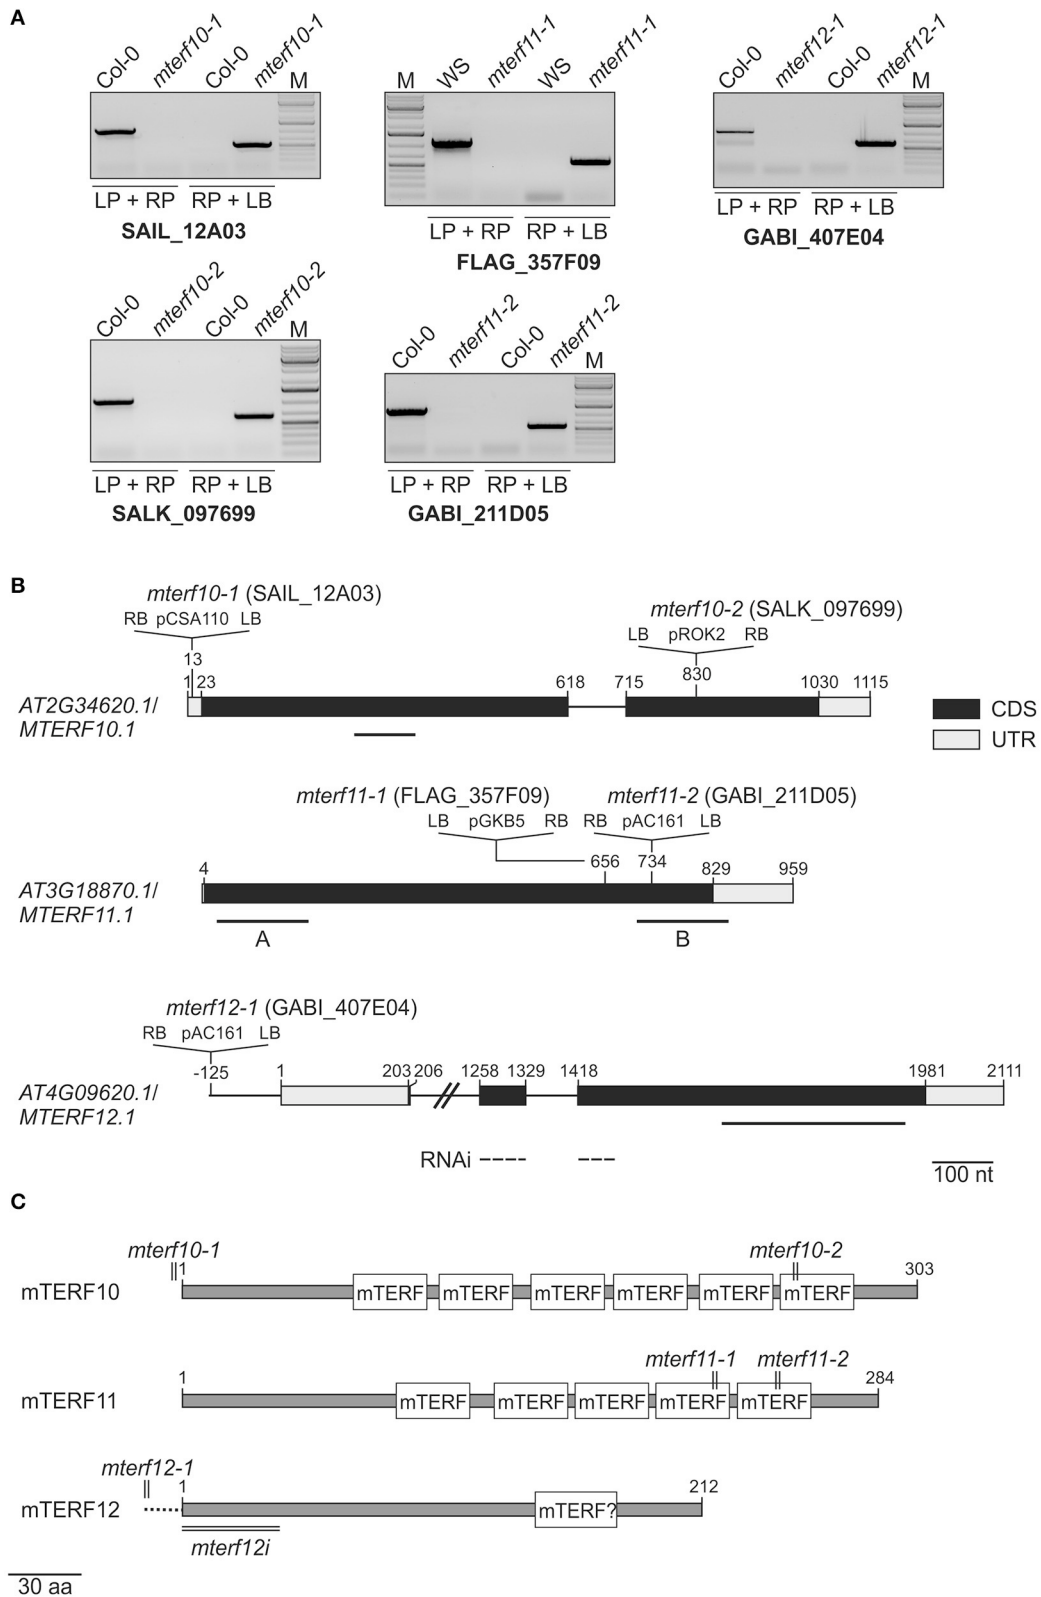 A
Col-0 mterf10-1 Col-0 mterf10-1 M
LP + RP RP + LB
SAIL_12A03
M WS mterf11-1 WS mterf11-1
LP + RP RP + LB
FLAG_357F09
Col-0 mterf12-1 Col-0 mterf12-1 M
LP + RP RP + LB
GABI_407E04
Col-0 mterf10-2 Col-0 mterf10-2 M
LP + RP RP + LB
SALK_097699
Col-0 mterf11-2 Col-0 mterf11-2 M
LP + RP RP + LB
GABI_211D05
B
mterf10-1 (SAIL_12A03)
RB pCSA110 LB
13
mterf10-2 (SALK_097699)
LB pROK2 RB
830
1 23 618 715 1030 1115
AT2G34620.1/
MTERF10.1
CDS
UTR
mterf11-1 (FLAG_357F09)
LB pGKB5 RB
mterf11-2 (GABI_211D05)
RB pAC161 LB
4 656 734 829 959
AT3G18870.1/
MTERF11.1
A B
mterf12-1 (GABI_407E04)
RB pAC161 LB
-125 1 203 206 1258 1329 1418 1981 2111
AT4G09620.1/
MTERF12.1
RNAi
100 nt
C
mterf10-1 1 mterf10-2 303
mTERF10 mTERF mTERF mTERF mTERF mTERF mTERF
1 mterf11-1 mterf11-2 284
mTERF11 mTERF mTERF mTERF mTERF mTERF
mterf12-1 1 212
mTERF12 mTERF?
mterf12i
30 aa